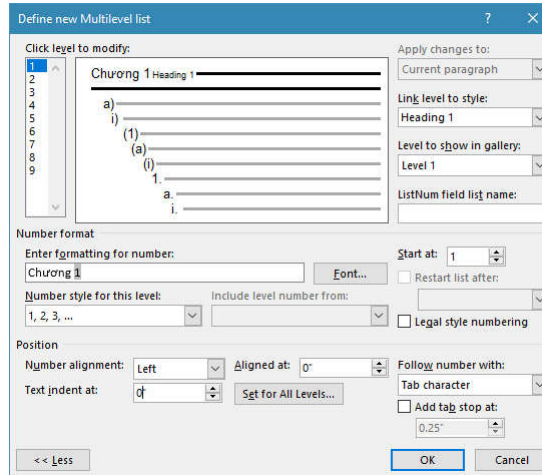 Define new Multilevel list ? ×
Click level to modify:
Apply changes to:
1
2
3
4
5
6
7
8
9
Chương 1 Heading 1
a)
i)
(1)
(a)
(i)
1.
a.
i.
Current paragraph
Link level to style:
Heading 1
Level to show in gallery:
Level 1
ListNum field list name:
Number format
Enter formatting for number:
Chương 1
Font...
Start at: 1
Restart list after:
Number style for this level:
Include level number from:
1, 2, 3, ...
Legal style numbering
Position
Number alignment: Left
Aligned at: 0"
Follow number with:
Text indent at: 0"
Set for All Levels...
Tab character
Add tab stop at:
0.25"
<< Less
OK
Cancel